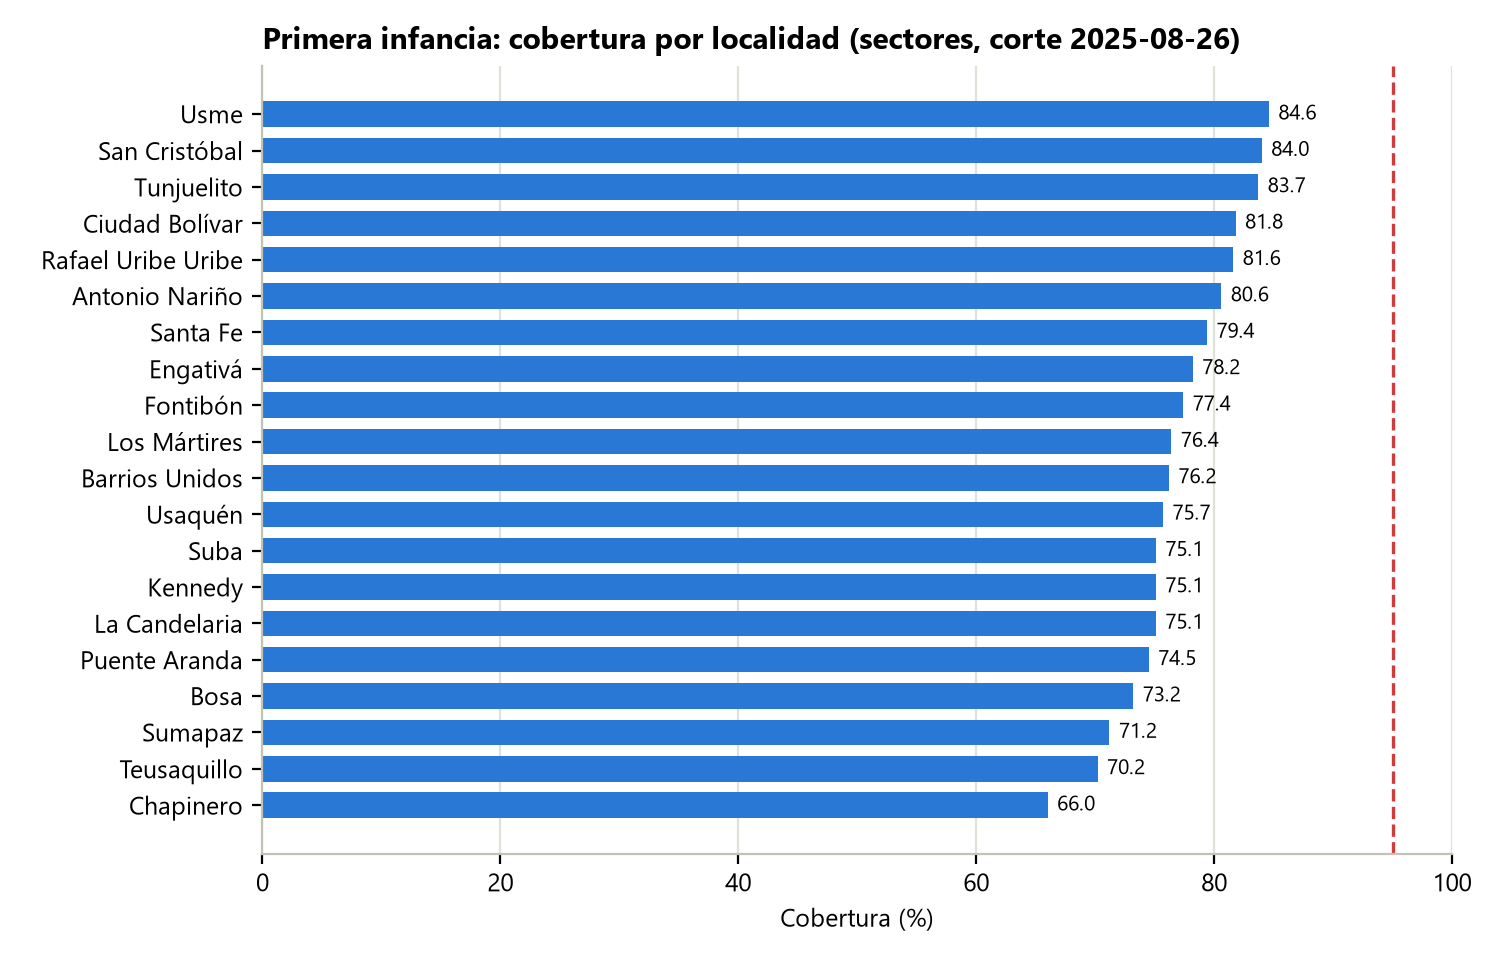 Primera infancia: cobertura por localidad (sectores, corte 2025-08-26)
Usme 84.6
San Cristóbal 84.0
Tunjuelito 83.7
Ciudad Bolívar 81.8
Rafael Uribe Uribe 81.6
Antonio Nariño 80.6
Santa Fe 79.4
Engativá 78.2
Fontibón 77.4
Los Mártires 76.4
Barrios Unidos 76.2
Usaquén 75.7
Suba 75.1
Kennedy 75.1
La Candelaria 75.1
Puente Aranda 74.5
Bosa 73.2
Sumapaz 71.2
Teusaquillo 70.2
Chapinero 66.0
0 20 40 60 80 100
Cobertura (%)